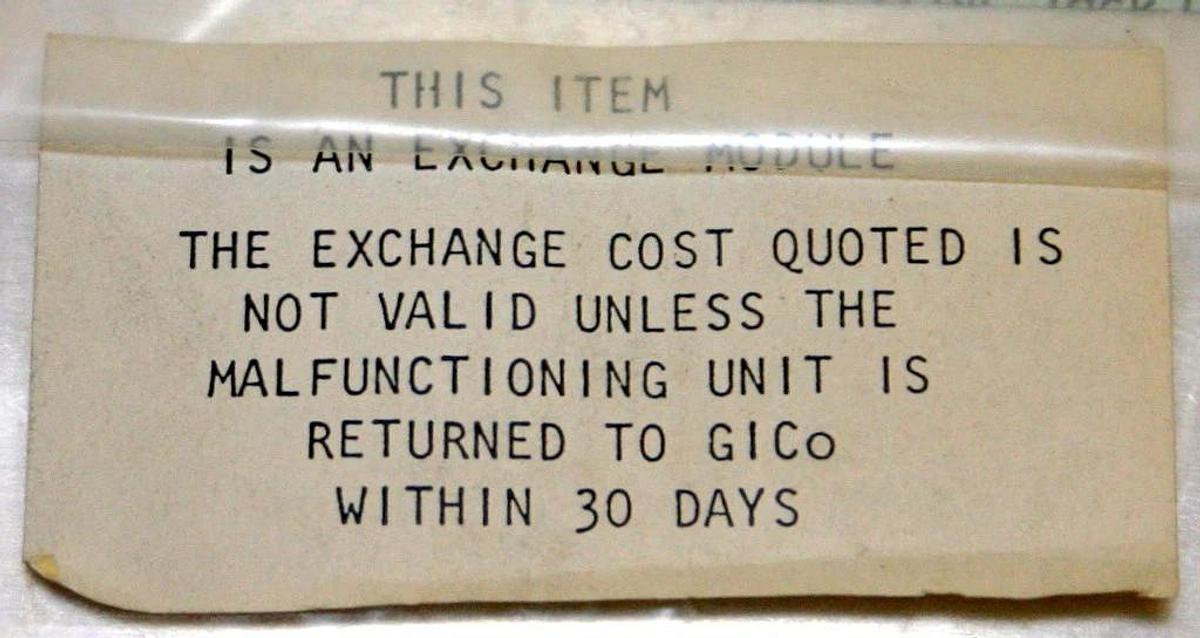 THIS ITEM
IS AN EXCHANGE MODULE
THE EXCHANGE COST QUOTED IS
NOT VALID UNLESS THE
MALFUNCTIONING UNIT IS
RETURNED TO GICo
WITHIN 30 DAYS